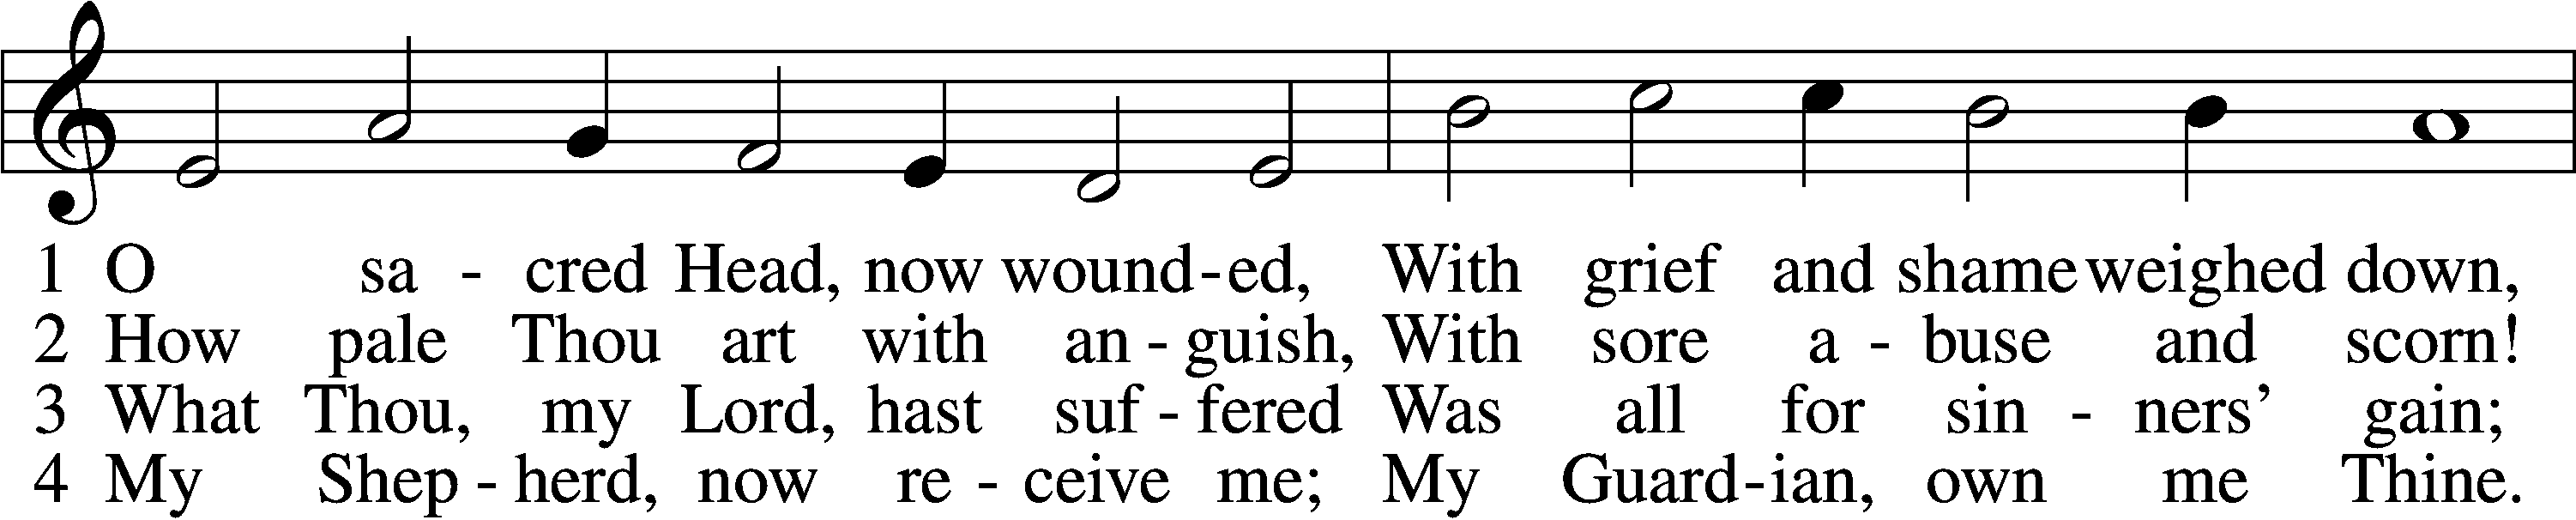 1 O sa - cred Head, now wound-ed, With grief and shame weighed down,
2 How pale Thou art with an - guish, With sore a - buse and scorn!
3 What Thou, my Lord, hast suf - fered Was all for sin - ners’ gain;
4 My Shep - herd, now re - ceive me; My Guard-ian, own me Thine.